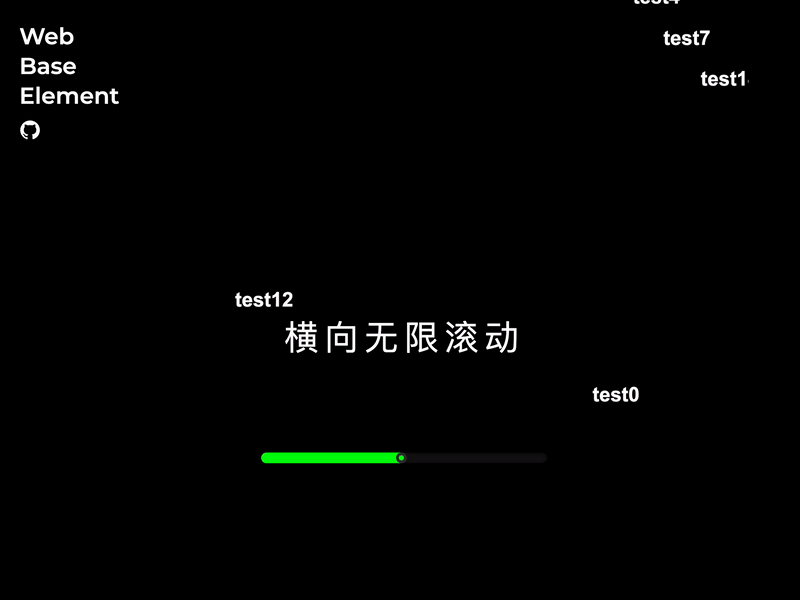 test7
Web
Base
Element
test12
横向无限滚动
test0